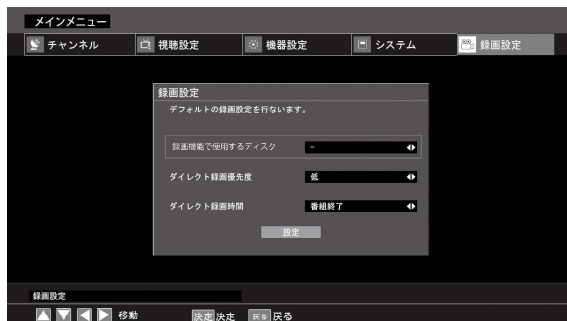 メインメニュー
チャンネル 視聴設定 機器設定 システム 録画設定
録画設定
デフォルトの録画設定を行ないます。
録画機能で使用するディスク -
ダイレクト録画優先度 低
ダイレクト録画時間 番組終了
設定
録画設定
移動 決定 決定 戻る 戻る